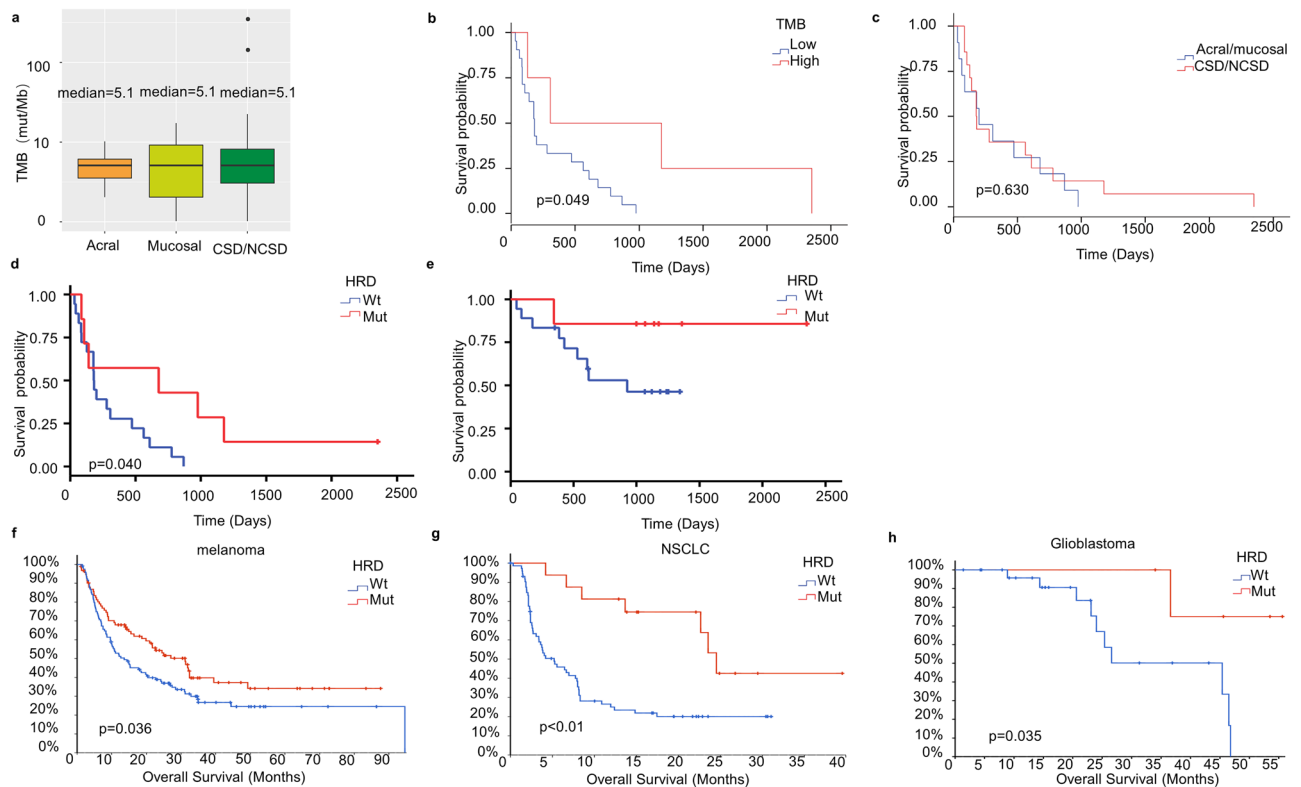 a
TMB (mut/Mb)
100
10
0
median=5.1
median=5.1
median=5.1
Acral
Mucosal
CSD/NCSD
b
TMB
Low
High
Survival probability
1.00
0.75
0.50
0.25
0.00
p=0.049
0
500
1000
1500
2000
2500
Time (Days)
c
Acral/mucosal
CSD/NCSD
Survival probability
1.00
0.75
0.50
0.25
0.00
p=0.630
0
500
1000
1500
2000
2500
Time (Days)
d
HRD
Wt
Mut
Survival probability
1.00
0.75
0.50
0.25
0.00
p=0.040
0
500
1000
1500
2000
2500
Time (Days)
e
HRD
Wt
Mut
Survival probability
1.00
0.75
0.50
0.25
0.00
0
500
1000
1500
2000
2500
Time (Days)
f
melanoma
HRD
Wt
Mut
100%
90%
80%
70%
60%
50%
40%
30%
20%
10%
0%
p=0.036
0
10
20
30
40
50
60
70
80
90
Overall Survival (Months)
g
NSCLC
HRD
Wt
Mut
100%
90%
80%
70%
60%
50%
40%
30%
20%
10%
0%
p<0.01
0
5
10
15
20
25
30
35
40
Overall Survival (Months)
h
Glioblastoma
HRD
Wt
Mut
100%
90%
80%
70%
60%
50%
40%
30%
20%
10%
0%
p=0.035
0
5
10
15
20
25
30
35
40
45
50
55
Overall Survival (Months)